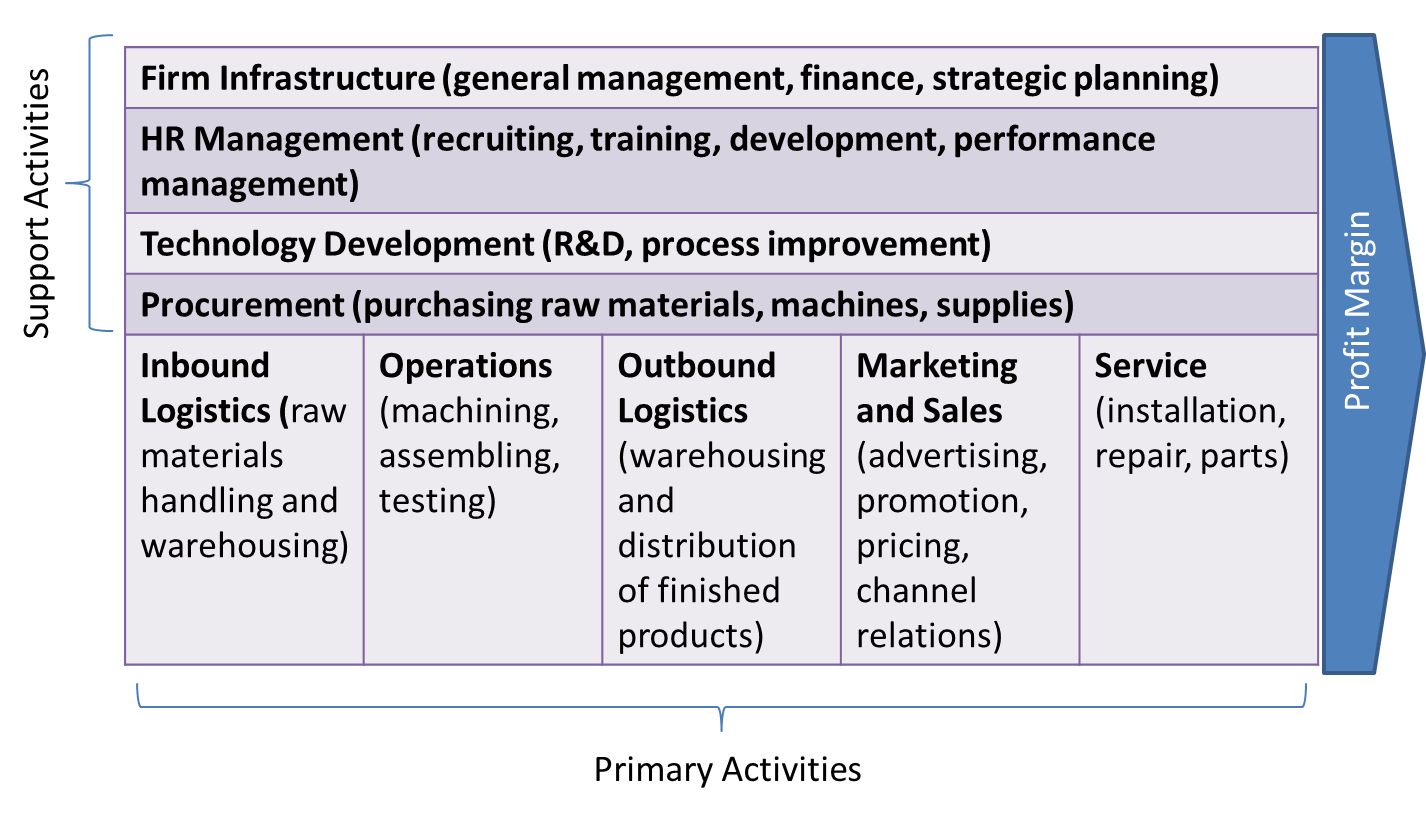 Support Activities
Firm Infrastructure (general management, finance, strategic planning)
HR Management (recruiting, training, development, performance
management)
Technology Development (R&D, process improvement)
Procurement (purchasing raw materials, machines, supplies)
Inbound
Logistics (raw
materials
handling and
warehousing)
Operations
(machining,
assembling,
testing)
Outbound
Logistics
(warehousing
and
distribution
of finished
products)
Marketing
and Sales
(advertising,
promotion,
pricing,
channel
relations)
Service
(installation,
repair, parts)
Profit Margin
Primary Activities